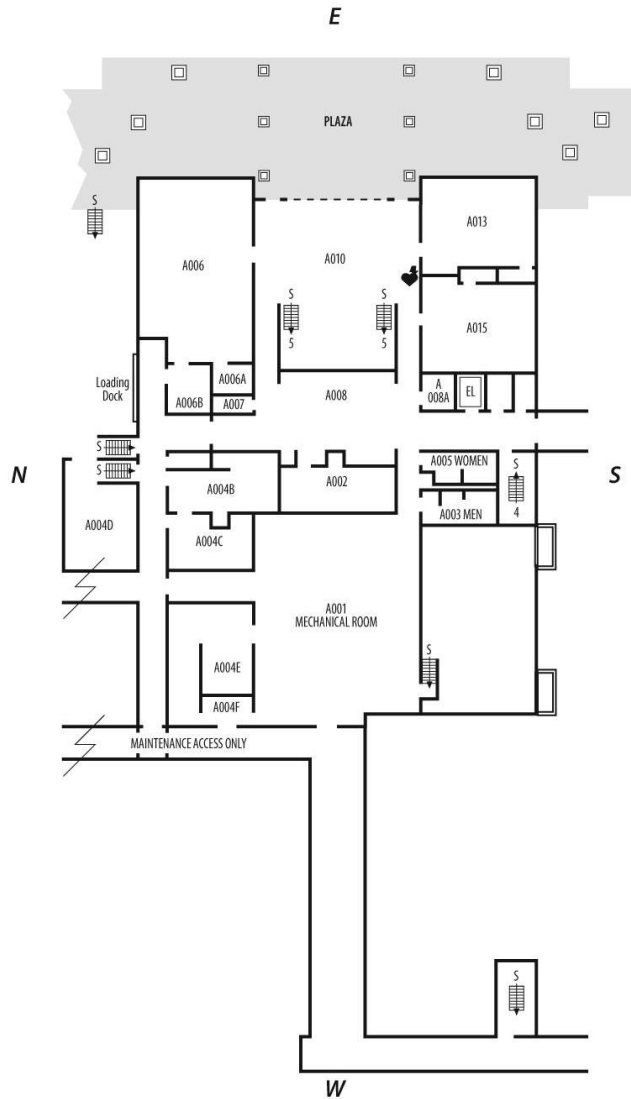 E
PLAZA
S
A013
A006
A010
S
S
A015
5
5
A006A
Loading
Dock
A006B
A007
A008
A
008A
EL
S
N
S
A005 WOMEN
S
S
A004B
A002
A003 MEN
4
A004D
A004C
A001
MECHANICAL ROOM
A004E
S
A004F
MAINTENANCE ACCESS ONLY
S
W